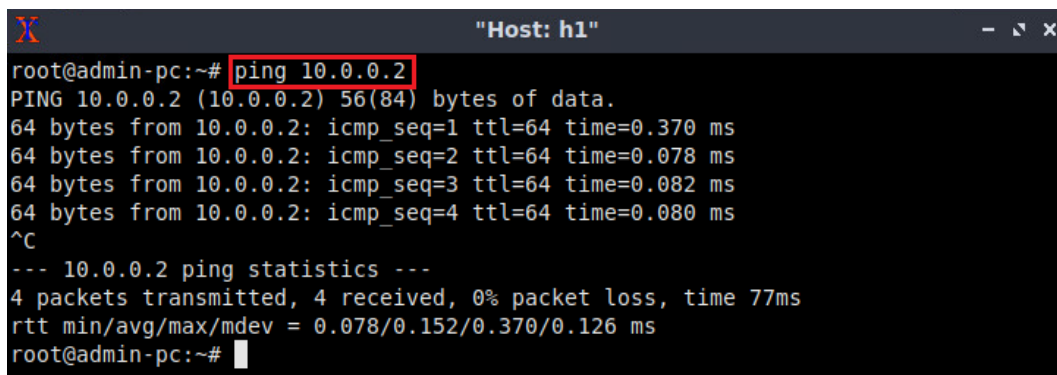 "Host: h1"
root@admin-pc:~# ping 10.0.0.2
PING 10.0.0.2 (10.0.0.2) 56(84) bytes of data.
64 bytes from 10.0.0.2: icmp_seq=1 ttl=64 time=0.370 ms
64 bytes from 10.0.0.2: icmp_seq=2 ttl=64 time=0.078 ms
64 bytes from 10.0.0.2: icmp_seq=3 ttl=64 time=0.082 ms
64 bytes from 10.0.0.2: icmp_seq=4 ttl=64 time=0.080 ms
^C
--- 10.0.0.2 ping statistics ---
4 packets transmitted, 4 received, 0% packet loss, time 77ms
rtt min/avg/max/mdev = 0.078/0.152/0.370/0.126 ms
root@admin-pc:~#